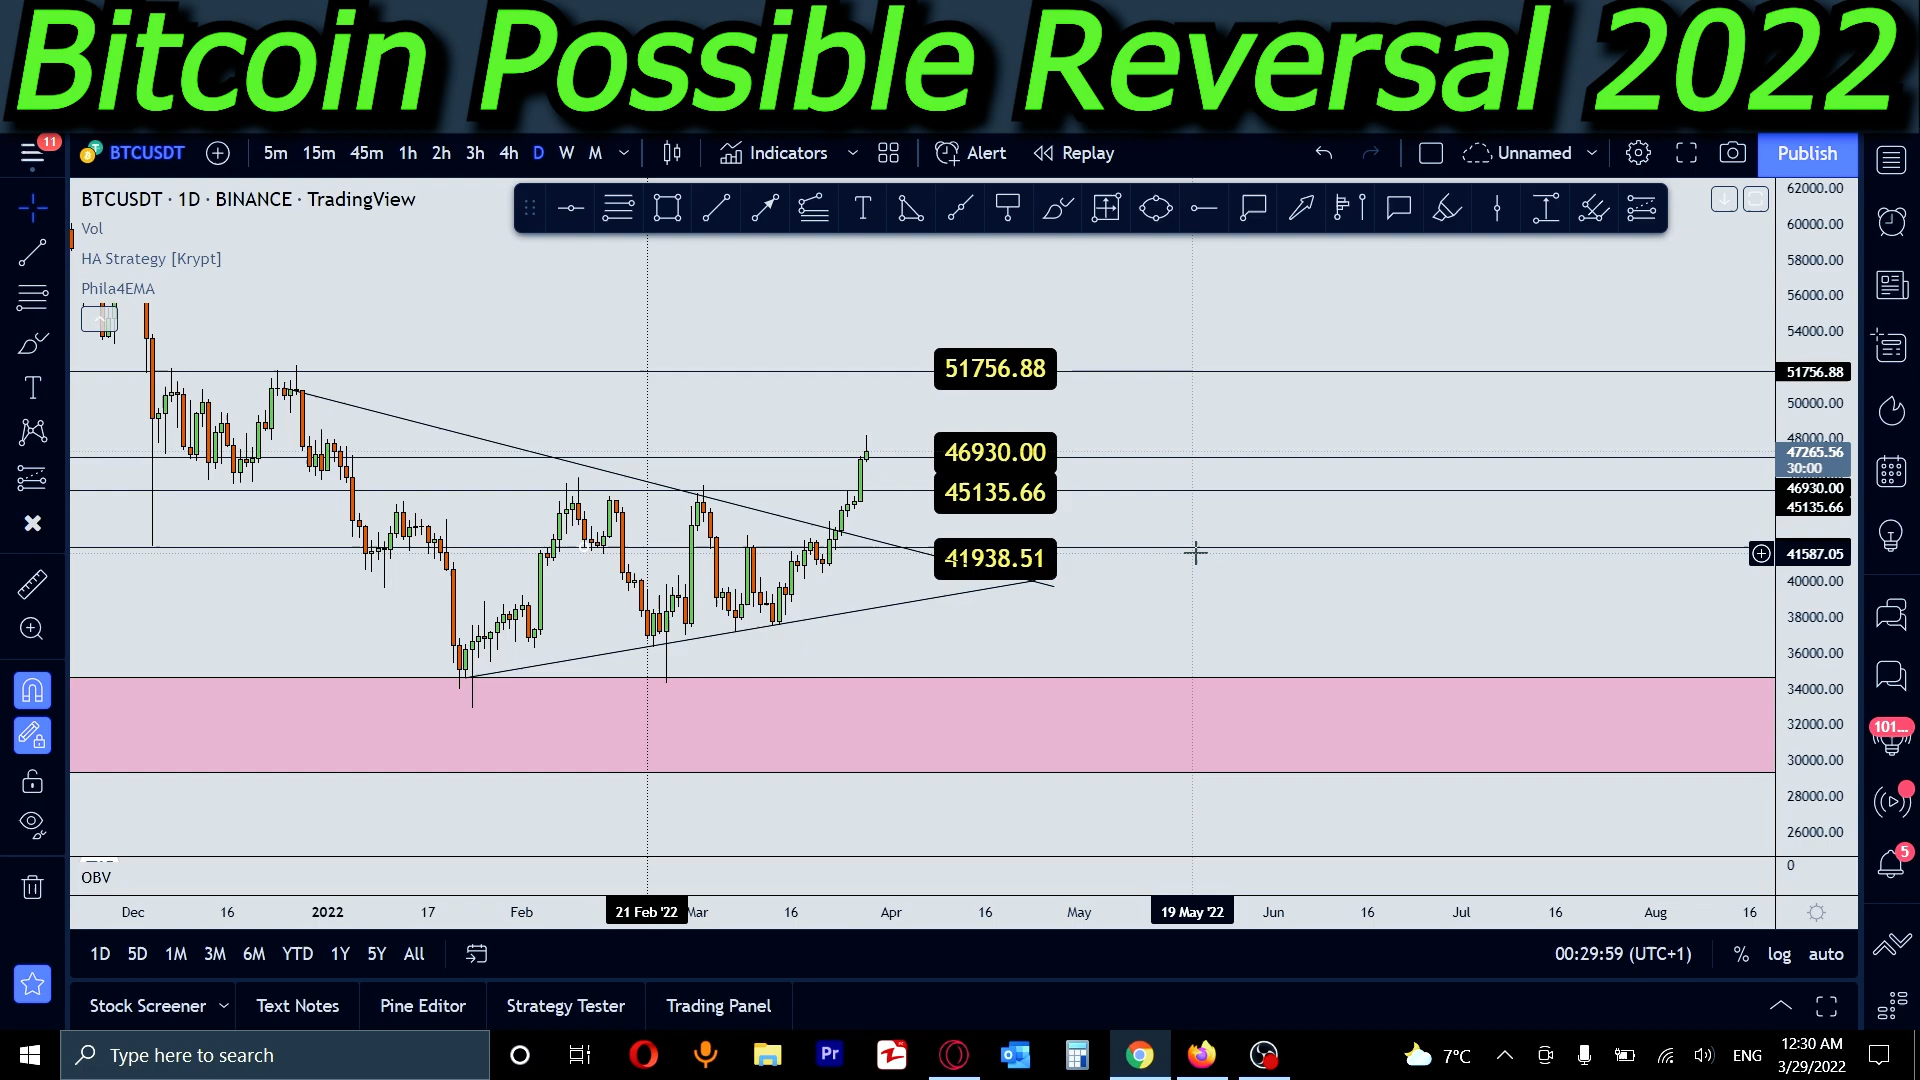 Bitcoin Possible Reversal 2022
11
BTCUSDT 5m 15m 45m 1h 2h 3h 4h D W M Indicators Alert Replay Unnamed Publish
BTCUSDT · 1D · BINANCE · TradingView
Vol
HA Strategy [Krypt]
Phila4EMA
62000.00
60000.00
58000.00
56000.00
54000.00
51756.88 51756.88
50000.00
48000.00
46930.00 47265.56
30:00
46930.00
45135.66 45135.66
41938.51 41587.05
40000.00
38000.00
36000.00
34000.00
32000.00
101...
30000.00
28000.00
26000.00
5
0
OBV
Dec 16 2022 17 Feb 21 Feb '22 Mar 16 Apr 16 May 19 May '22 Jun 16 Jul 16 Aug 16
1D 5D 1M 3M 6M YTD 1Y 5Y All 00:29:59 (UTC+1) % log auto
Stock Screener Text Notes Pine Editor Strategy Tester Trading Panel
Type here to search Pr 7°C ENG 12:30 AM
3/29/2022